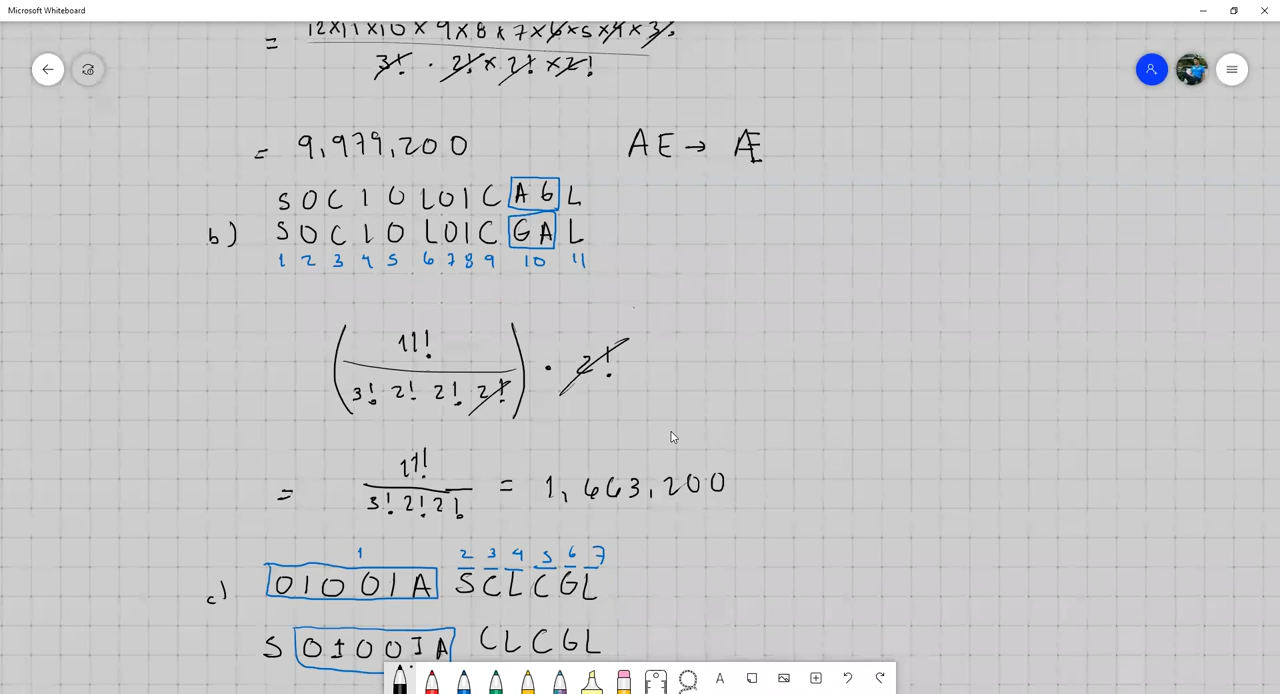 Microsoft Whiteboard
12 × 11 × 10 × 9 × 8 × 7 × 6 × 5 × 4 × 3!
=
3! · 2! × 2! × 2!
= 9,979,200
AE → Æ
S O C I O L O I C A G L
b) S O C I O L O I C G A L
1 2 3 4 5 6 7 8 9 10 11
( 11! / 3! 2! 2! 2! ) · 2!
= 11! / 3! 2! 2! = 1,663,200
1 2 3 4 5 6 7
c) O I O O I A S C L C G L
S O I O O I A C L C G L
A